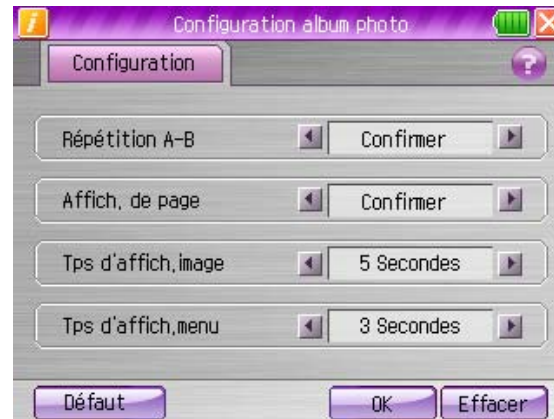 i Configuration album photo
Configuration ?
Répétition A-B Confirmer
Affich. de page Confirmer
Tps d'affich.image 5 Secondes
Tps d'affich.menu 3 Secondes
Défaut OK Effacer